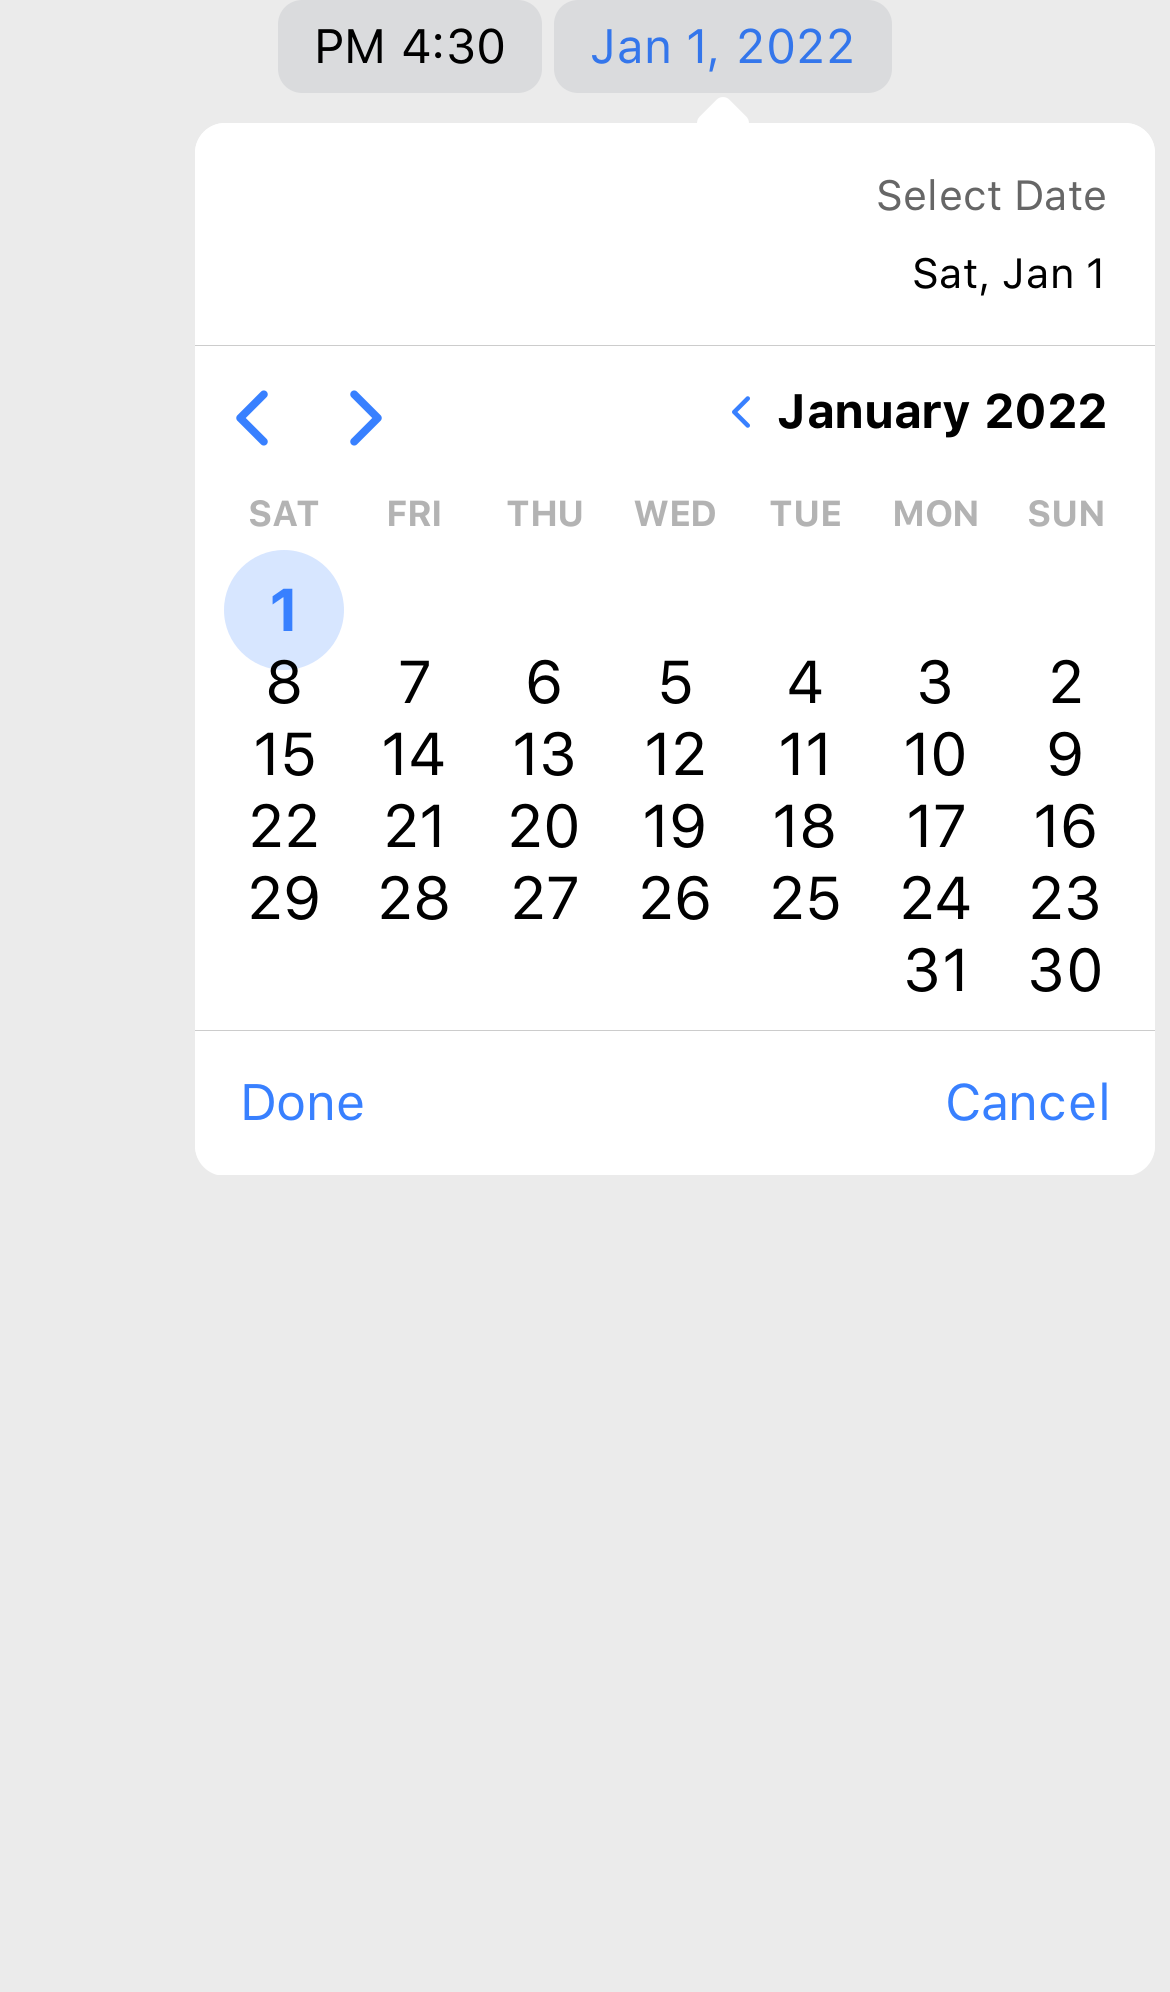 PM 4:30 Jan 1, 2022
Select Date
Sat, Jan 1
January 2022
SAT FRI THU WED TUE MON SUN
1
8 7 6 5 4 3 2
15 14 13 12 11 10 9
22 21 20 19 18 17 16
29 28 27 26 25 24 23
31 30
Done Cancel